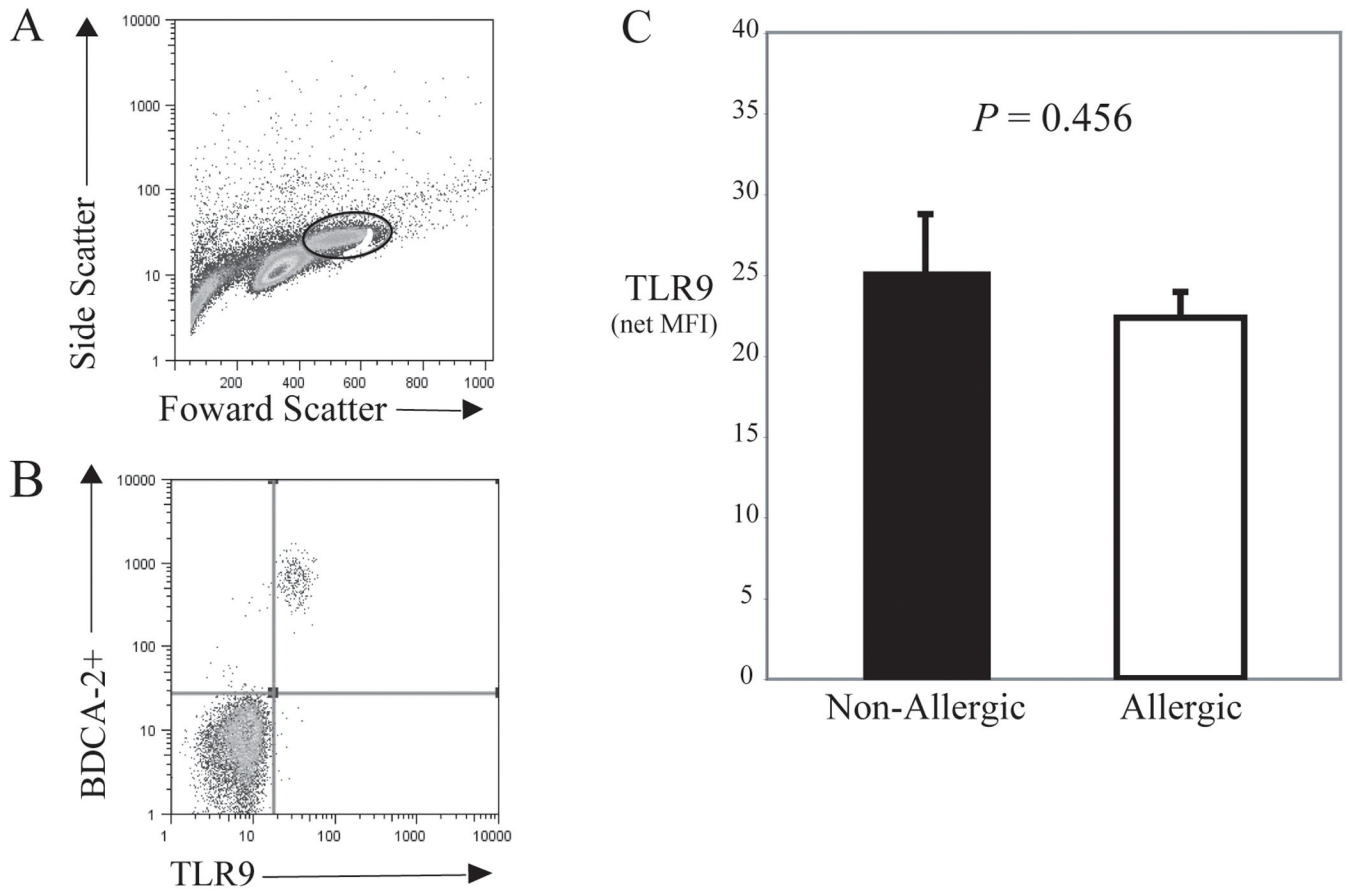 A
Side Scatter
10000
1000
100
10
1
200 400 600 800 1000
Foward Scatter
B
BDCA-2+
10000
1000
100
10
1
1 10 100 1000 10000
TLR9
C
TLR9
(net MFI)
40
35
30
25
20
15
10
5
0
P = 0.456
Non-Allergic Allergic